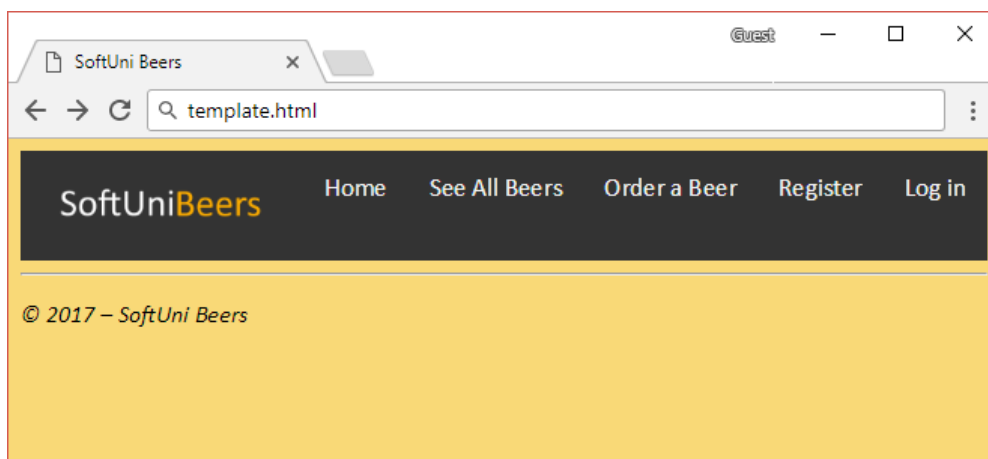 Guest
SoftUni Beers
template.html
SoftUniBeers Home See All Beers Order a Beer Register Log in
© 2017 – SoftUni Beers